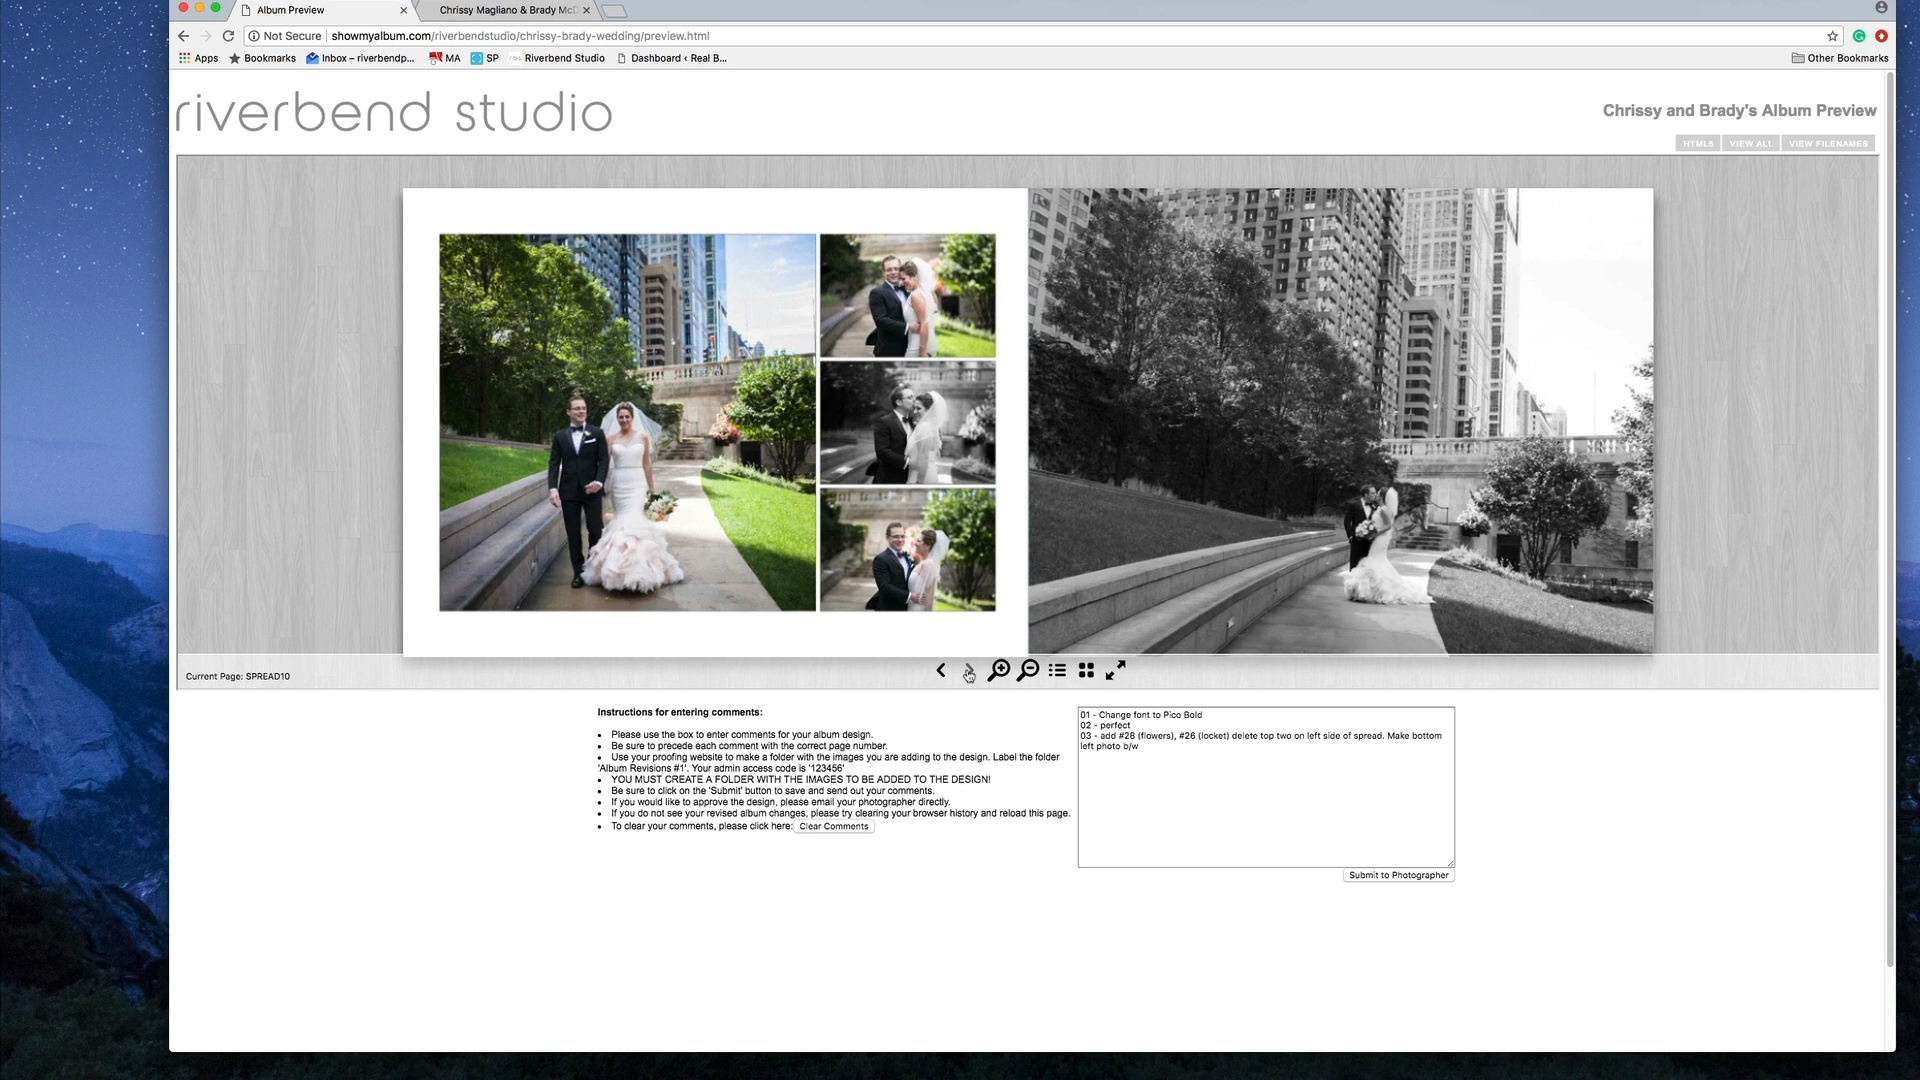 Album Preview
Chrissy Magliano & Brady McD
Not Secure | showmyalbum.com/riverbendstudio/chrissy-brady-wedding/preview.html
Apps Bookmarks Inbox – riverbendp... MA SP Riverbend Studio Dashboard ‹ Real B... Other Bookmarks
riverbend studio
Chrissy and Brady's Album Preview
HTML5 VIEW ALL VIEW FILENAMES
Current Page: SPREAD10
Instructions for entering comments:
• Please use the box to enter comments for your album design.
• Be sure to precede each comment with the correct page number.
• Use your proofing website to make a folder with the images you are adding to the design. Label the folder
'Album Revisions #1'. Your admin access code is '123456'
• YOU MUST CREATE A FOLDER WITH THE IMAGES TO BE ADDED TO THE DESIGN!
• Be sure to click on the 'Submit' button to save and send out your comments.
• If you would like to approve the design, please email your photographer directly.
• If you do not see your revised album changes, please try clearing your browser history and reload this page.
• To clear your comments, please click here: Clear Comments
01 - Change font to Pico Bold
02 - perfect
03 - add #28 (flowers), #26 (locket) delete top two on left side of spread. Make bottom
left photo b/w
Submit to Photographer